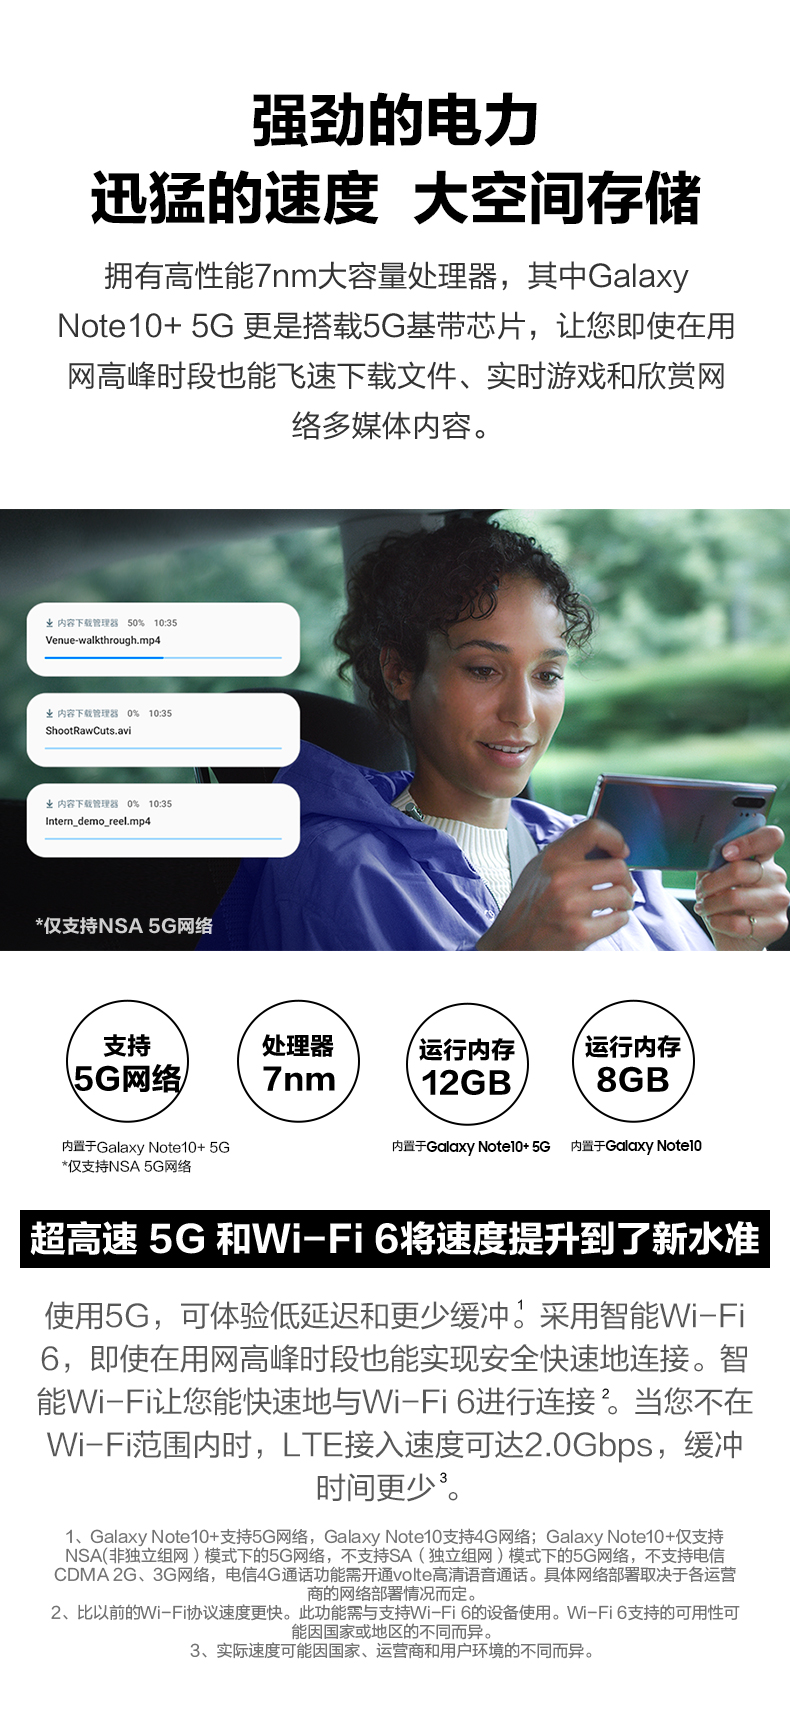 强劲的电力
迅猛的速度 大空间存储
拥有高性能7nm大容量处理器，其中Galaxy
Note10+ 5G 更是搭载5G基带芯片，让您即使在用
网高峰时段也能飞速下载文件、实时游戏和欣赏网
络多媒体内容。
内容下载管理器 50% 10:35
Venue-walkthrough.mp4
内容下载管理器 0% 10:35
ShootRawCuts.avi
内容下载管理器 0% 10:35
Intern_demo_reel.mp4
*仅支持NSA 5G网络
支持
5G网络
处理器
7nm
运行内存
12GB
运行内存
8GB
内置于Galaxy Note10+ 5G
*仅支持NSA 5G网络
内置于Galaxy Note10+ 5G
内置于Galaxy Note10
超高速 5G 和Wi-Fi 6将速度提升到了新水准
使用5G，可体验低延迟和更少缓冲¹。采用智能Wi-Fi
6，即使在用网高峰时段也能实现安全快速地连接。智
能Wi-Fi让您能快速地与Wi-Fi 6进行连接²。当您不在
Wi-Fi范围内时，LTE接入速度可达2.0Gbps，缓冲
时间更少³。
1、Galaxy Note10+支持5G网络，Galaxy Note10支持4G网络；Galaxy Note10+仅支持
NSA(非独立组网）模式下的5G网络，不支持SA（独立组网）模式下的5G网络，不支持电信
CDMA 2G、3G网络，电信4G通话功能需开通volte高清语音通话。具体网络部署取决于各运营
商的网络部署情况而定。
2、比以前的Wi-Fi协议速度更快。此功能需与支持Wi-Fi 6的设备使用。Wi-Fi 6支持的可用性可
能因国家或地区的不同而异。
3、实际速度可能因国家、运营商和用户环境的不同而异。